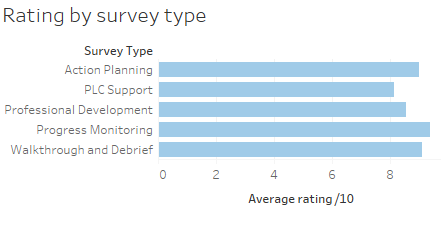 Rating by survey type
Survey Type
Action Planning
PLC Support
Professional Development
Progress Monitoring
Walkthrough and Debrief
0 2 4 6 8
Average rating /10